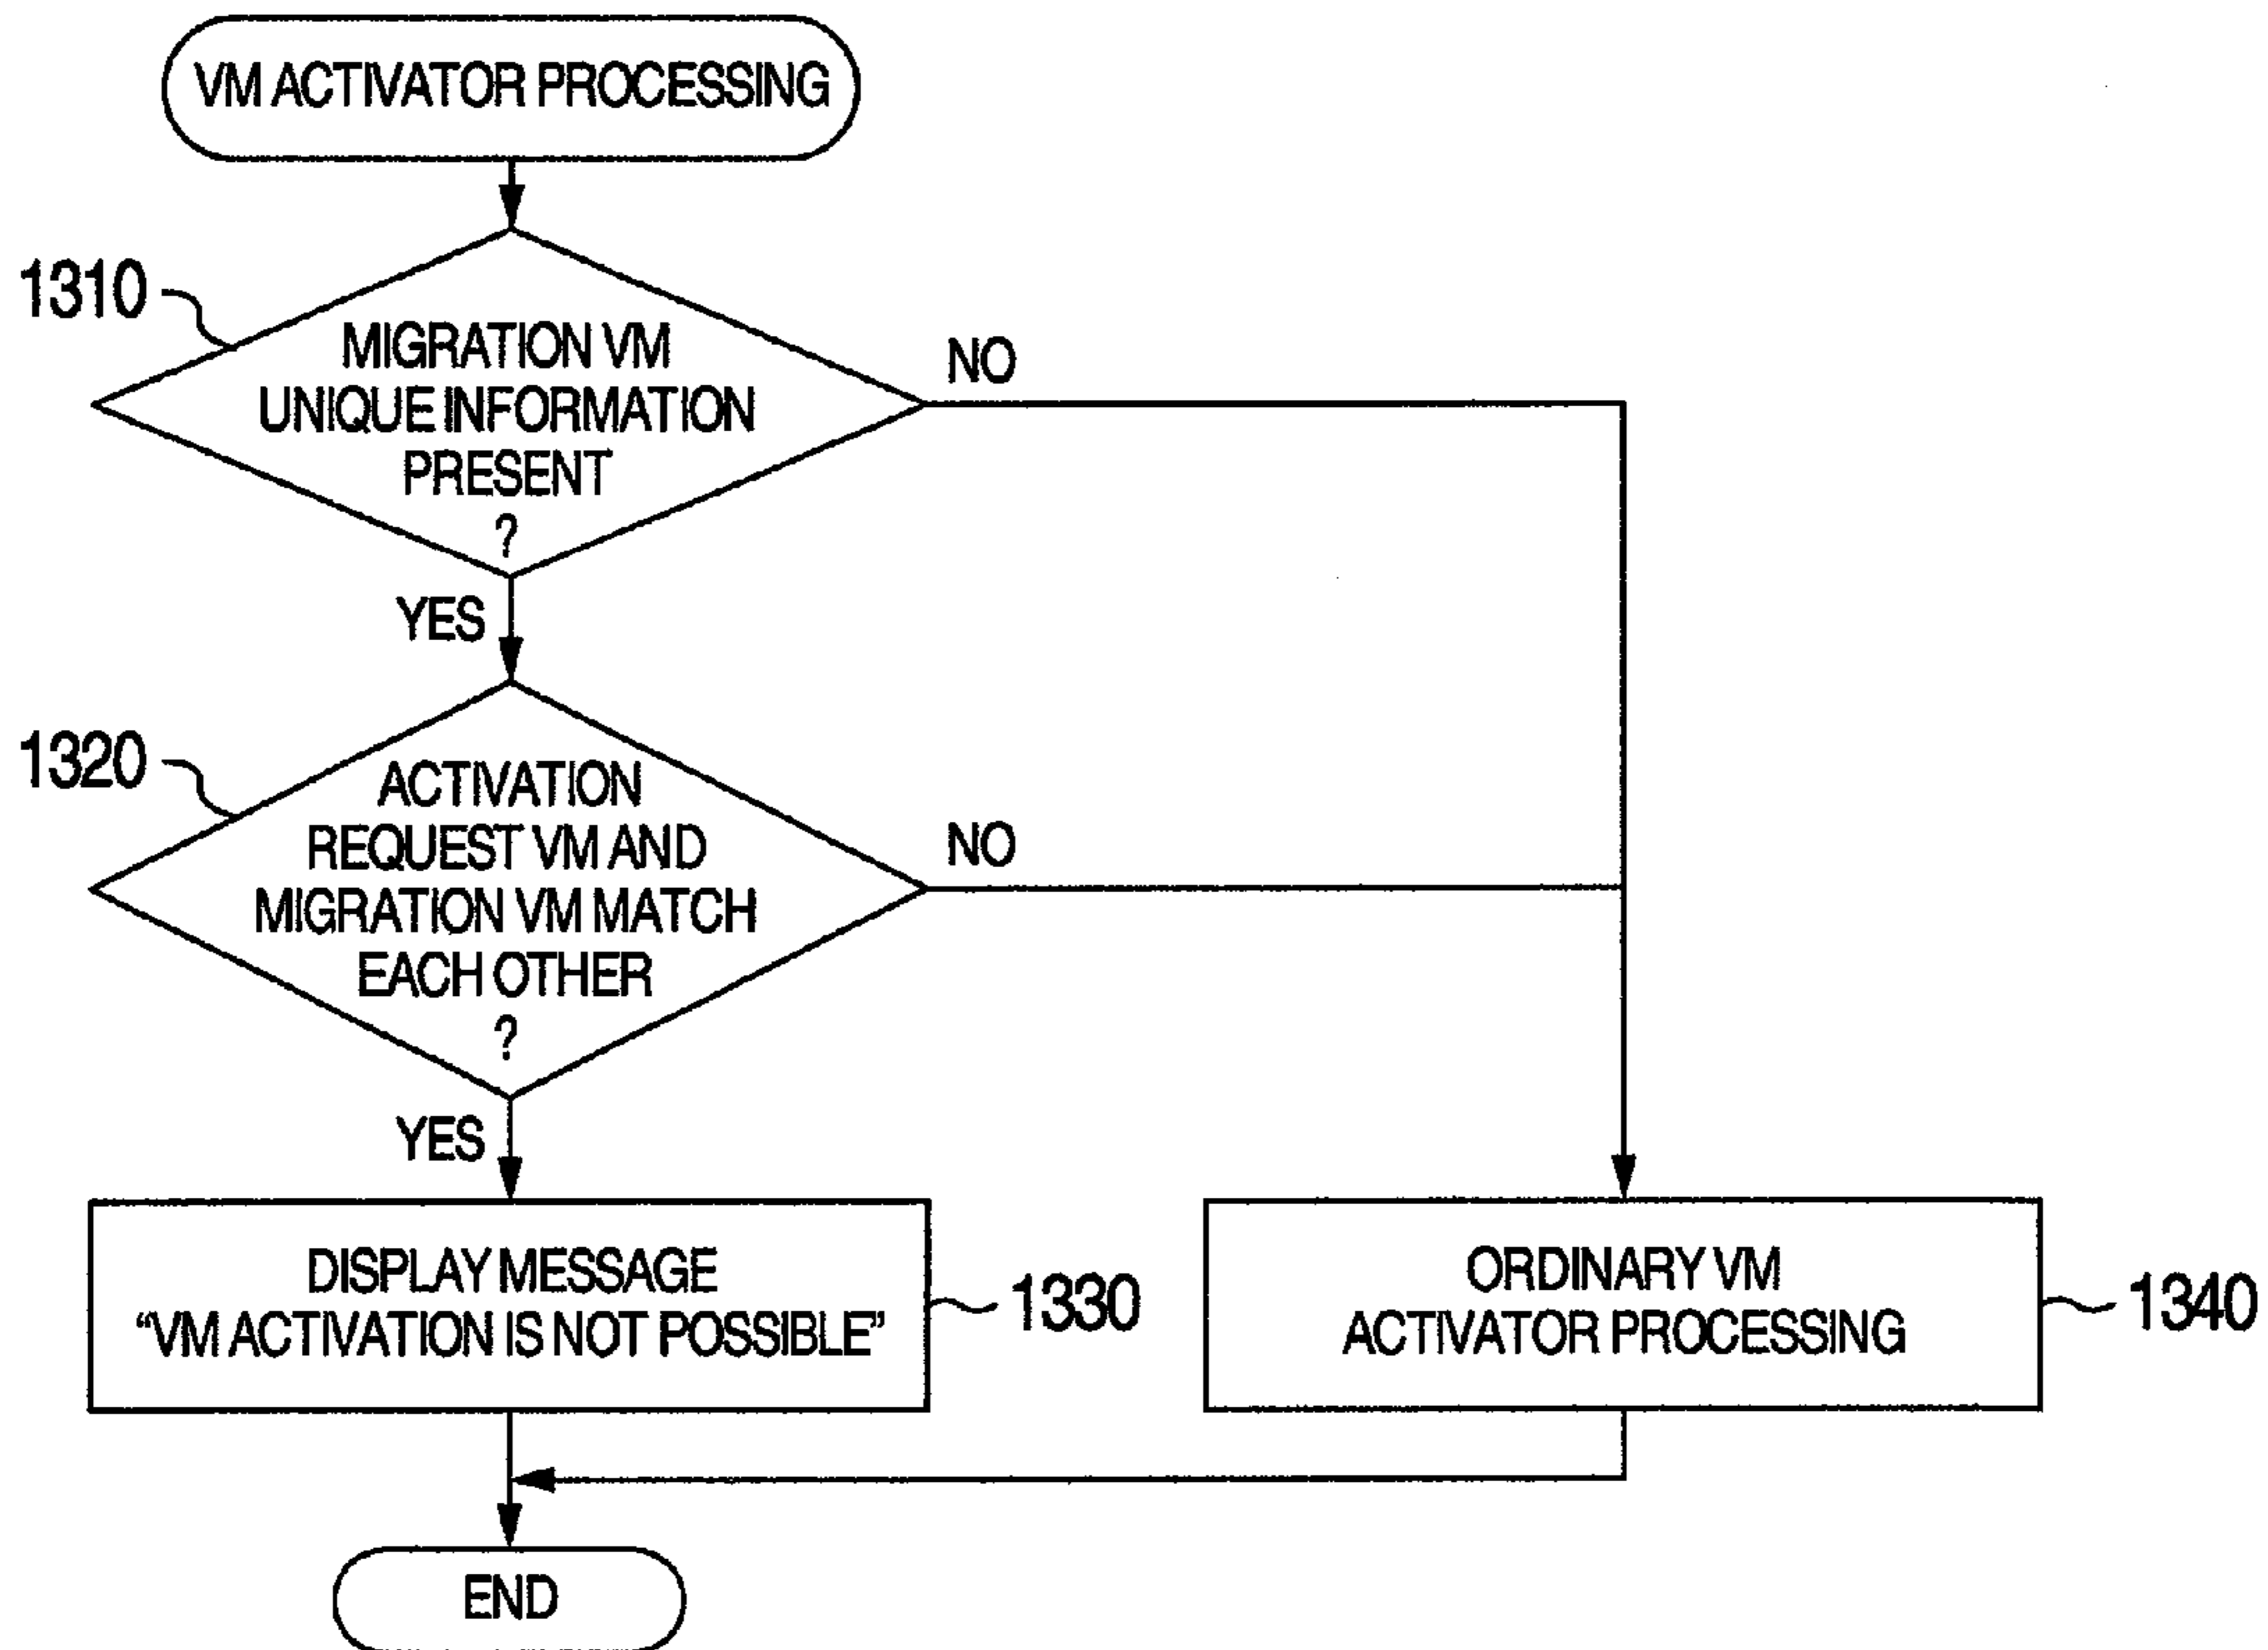 VM ACTIVATOR PROCESSING
1310
MIGRATION VM
UNIQUE INFORMATION
PRESENT
?
NO
YES
1320
ACTIVATION
REQUEST VM AND
MIGRATION VM MATCH
EACH OTHER
?
NO
YES
DISPLAY MESSAGE
“VM ACTIVATION IS NOT POSSIBLE”
1330
ORDINARY VM
ACTIVATOR PROCESSING
1340
END